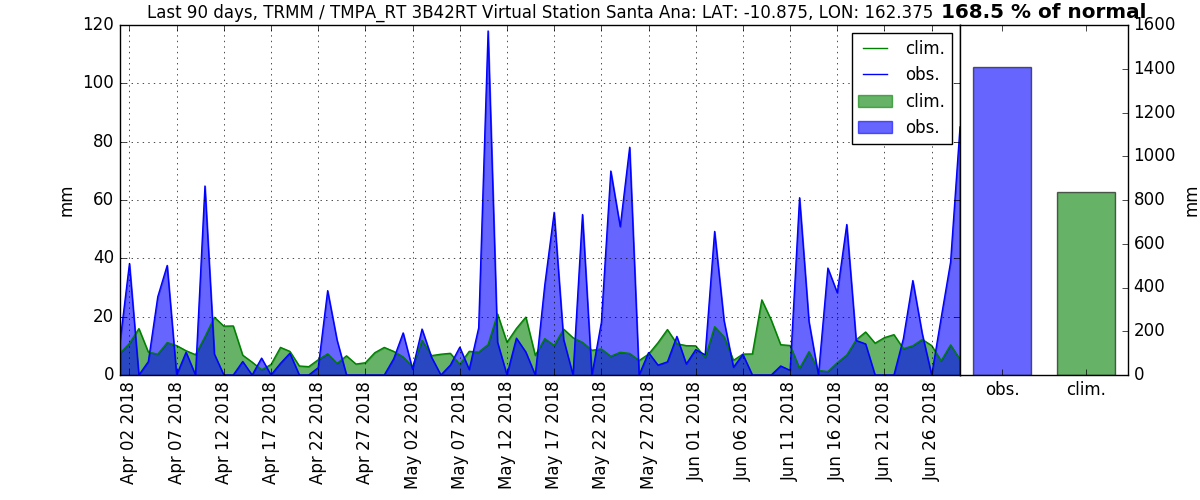 Last 90 days, TRMM / TMPA_RT 3B42RT Virtual Station Santa Ana: LAT: -10.875, LON: 162.375 168.5 % of normal
120
100
80
60
40
20
0
mm
clim.
obs.
clim.
obs.
1600
1400
1200
1000
800
600
400
200
0
mm
Apr 02 2018
Apr 07 2018
Apr 12 2018
Apr 17 2018
Apr 22 2018
Apr 27 2018
May 02 2018
May 07 2018
May 12 2018
May 17 2018
May 22 2018
May 27 2018
Jun 01 2018
Jun 06 2018
Jun 11 2018
Jun 16 2018
Jun 21 2018
Jun 26 2018
obs.
clim.